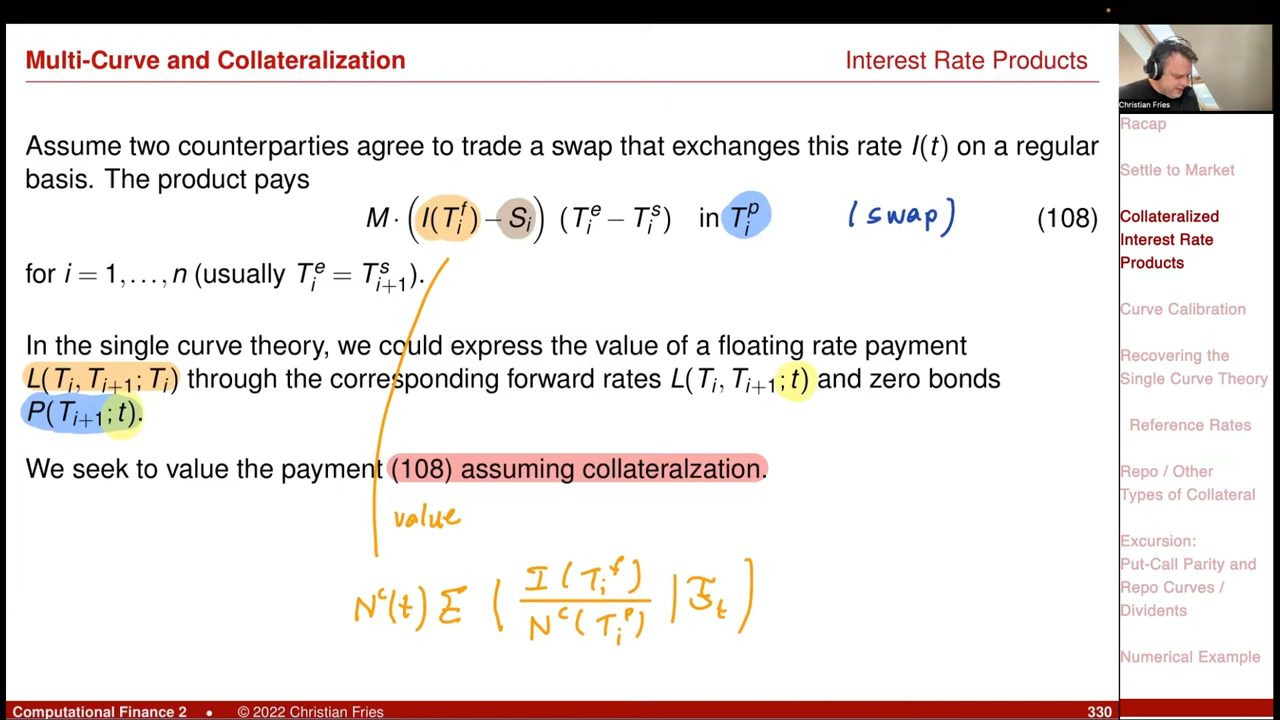 Multi-Curve and Collateralization
Interest Rate Products
Christian Fries
Assume two counterparties agree to trade a swap that exchanges this rate I(t) on a regular
basis. The product pays
M · ( I(T_i^f) − S_i ) (T_i^e − T_i^s) in T_i^p (swap) (108)
for i = 1, . . . , n (usually T_i^e = T_{i+1}^s).
In the single curve theory, we could express the value of a floating rate payment
L(T_i, T_{i+1}; T_i) through the corresponding forward rates L(T_i, T_{i+1}; t) and zero bonds
P(T_{i+1}; t).
We seek to value the payment (108) assuming collateralzation.
value
N^c(t) E ( I(T_i^f) / N^c(T_i^p) | F_t )
Racap
Settle to Market
Collateralized
Interest Rate
Products
Curve Calibration
Recovering the
Single Curve Theory
Reference Rates
Repo / Other
Types of Collateral
Excursion:
Put-Call Parity and
Repo Curves /
Dividents
Numerical Example
Computational Finance 2 • © 2022 Christian Fries
330